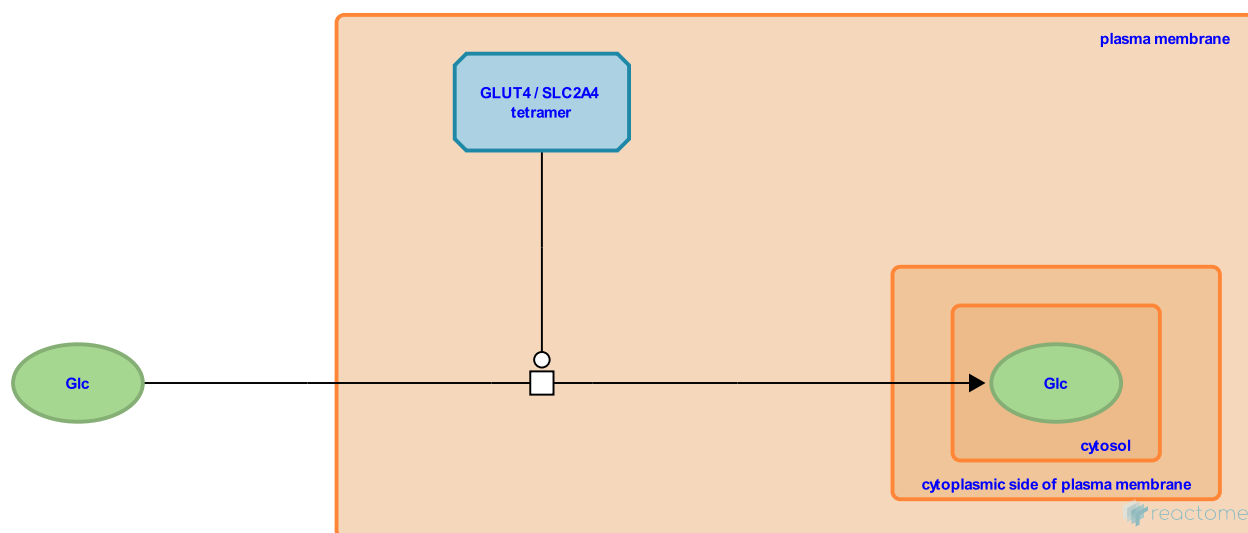 plasma membrane
GLUT4 / SLC2A4
tetramer
Glc
Glc
cytosol
cytoplasmic side of plasma membrane
reactome